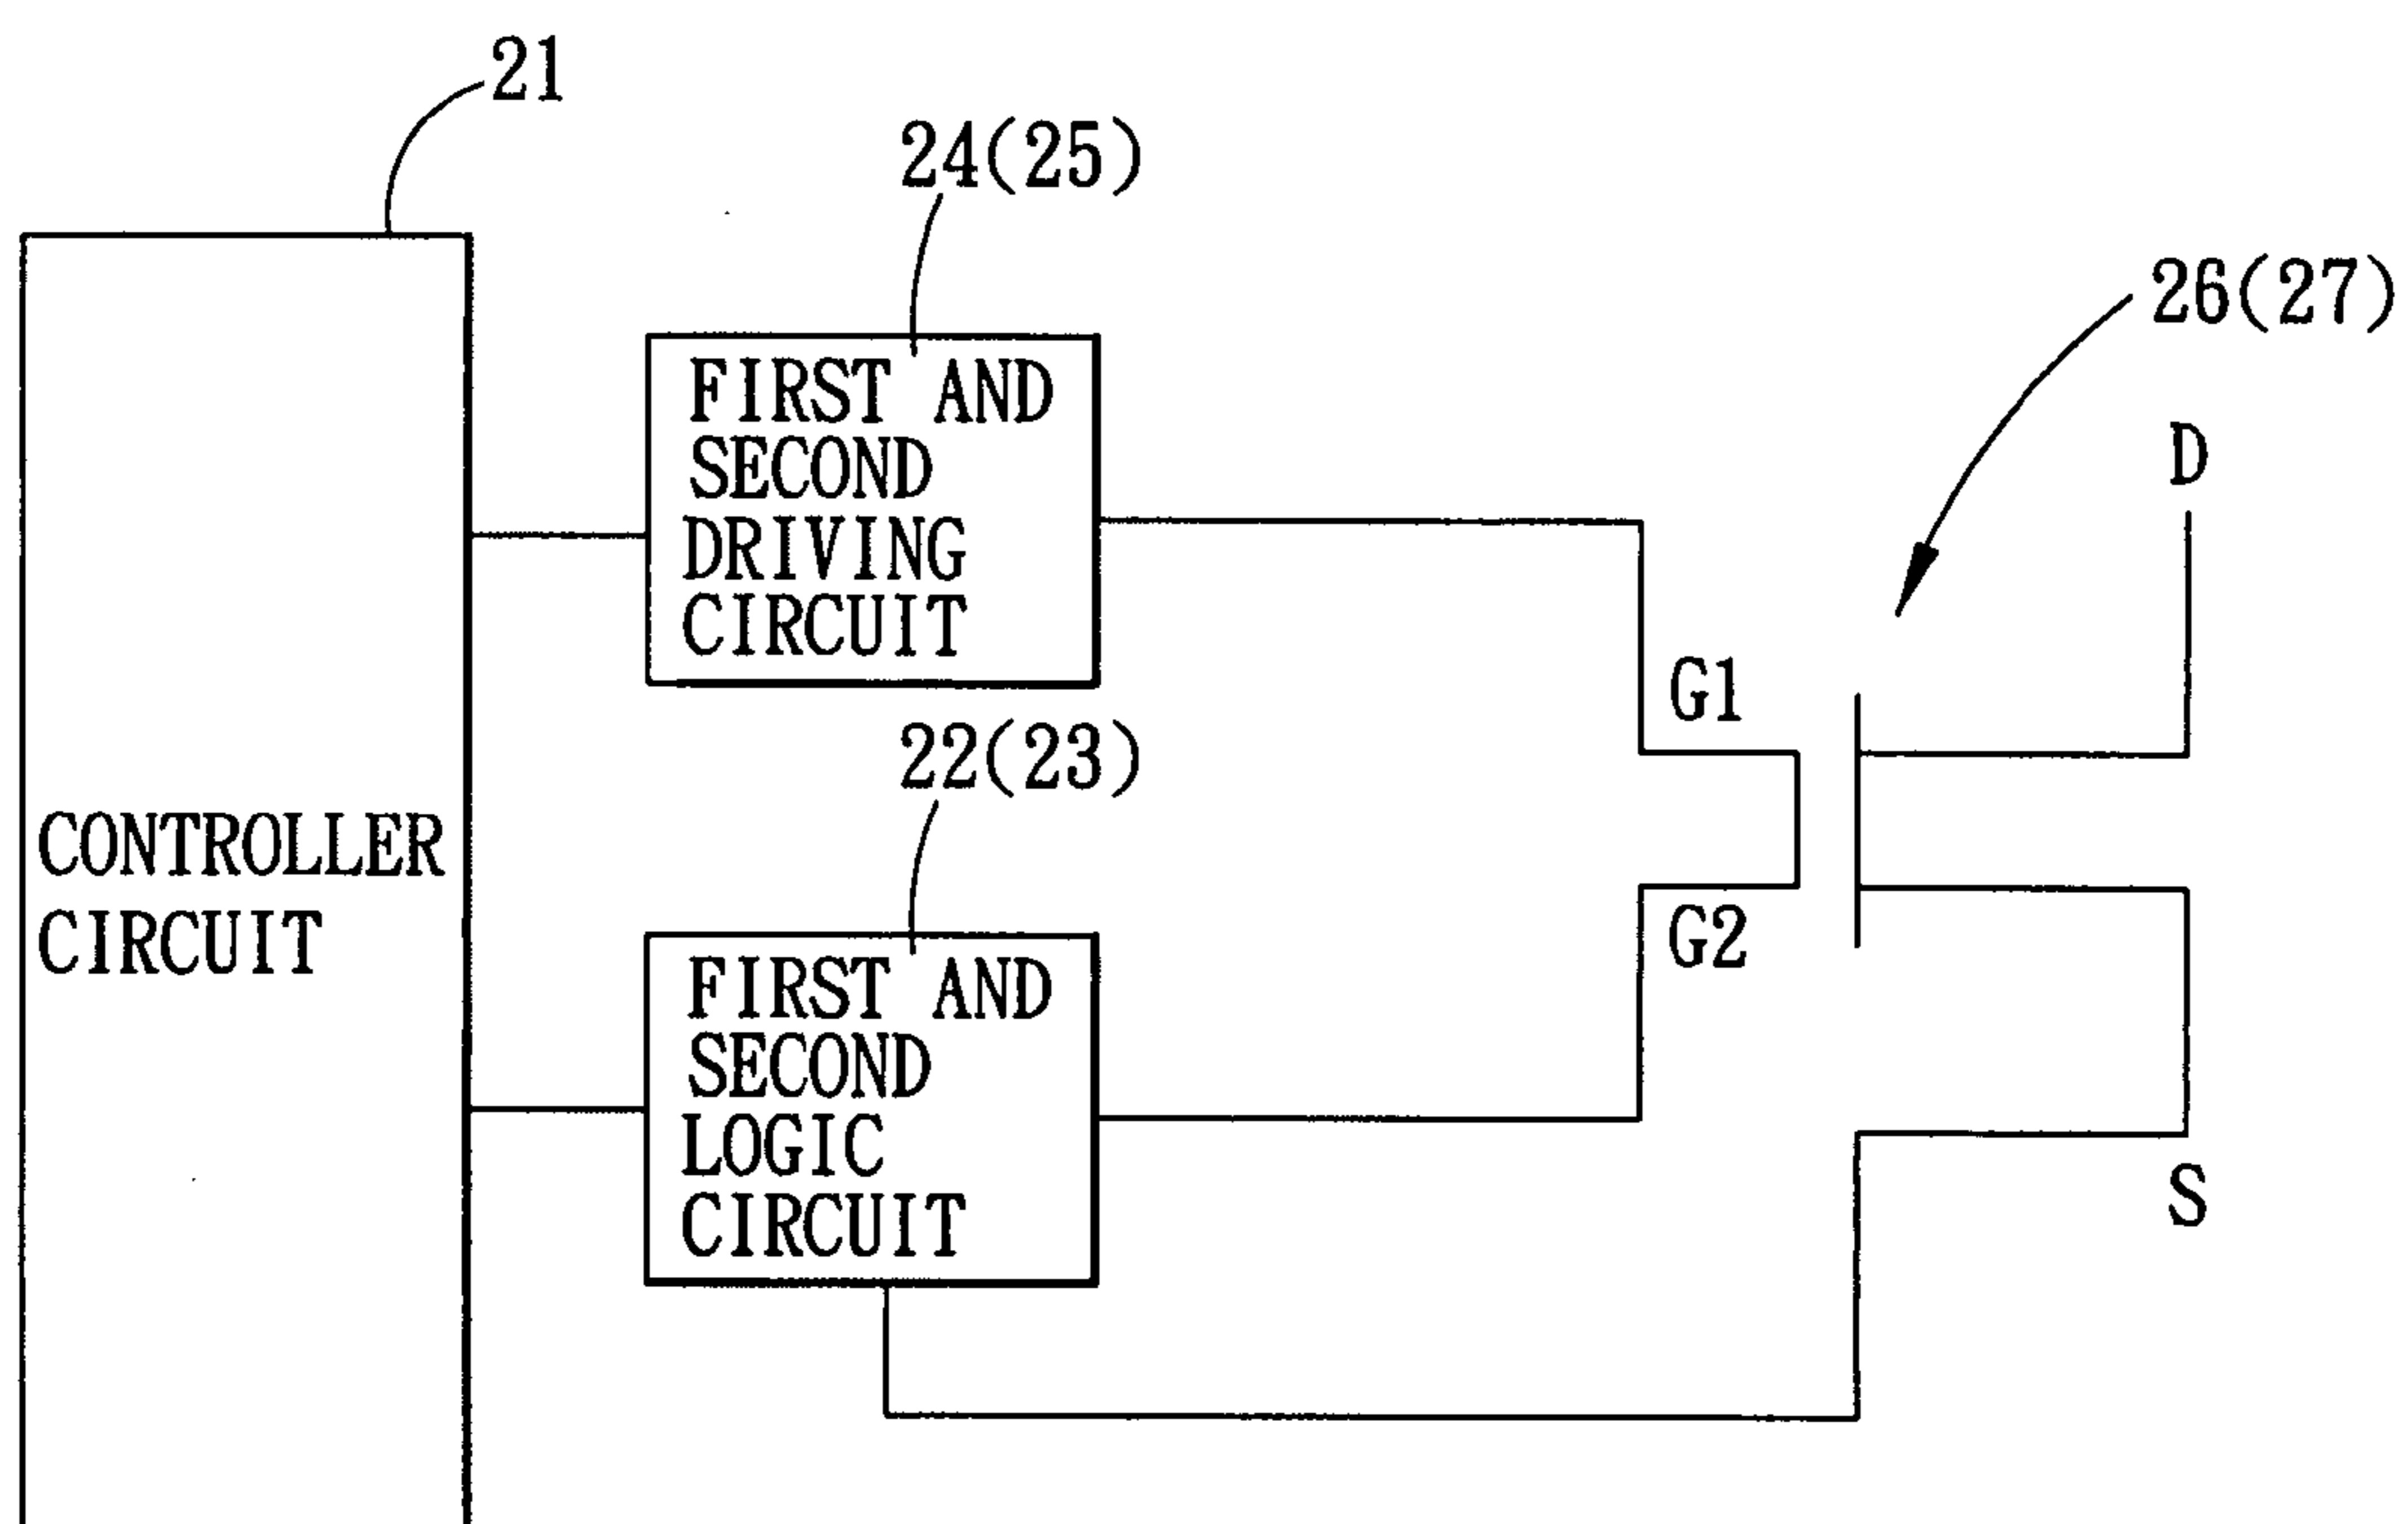 21
24(25)
26(27)
FIRST AND
SECOND
DRIVING
CIRCUIT
D
G1
22(23)
CONTROLLER
CIRCUIT
G2
FIRST AND
SECOND
LOGIC
CIRCUIT
S